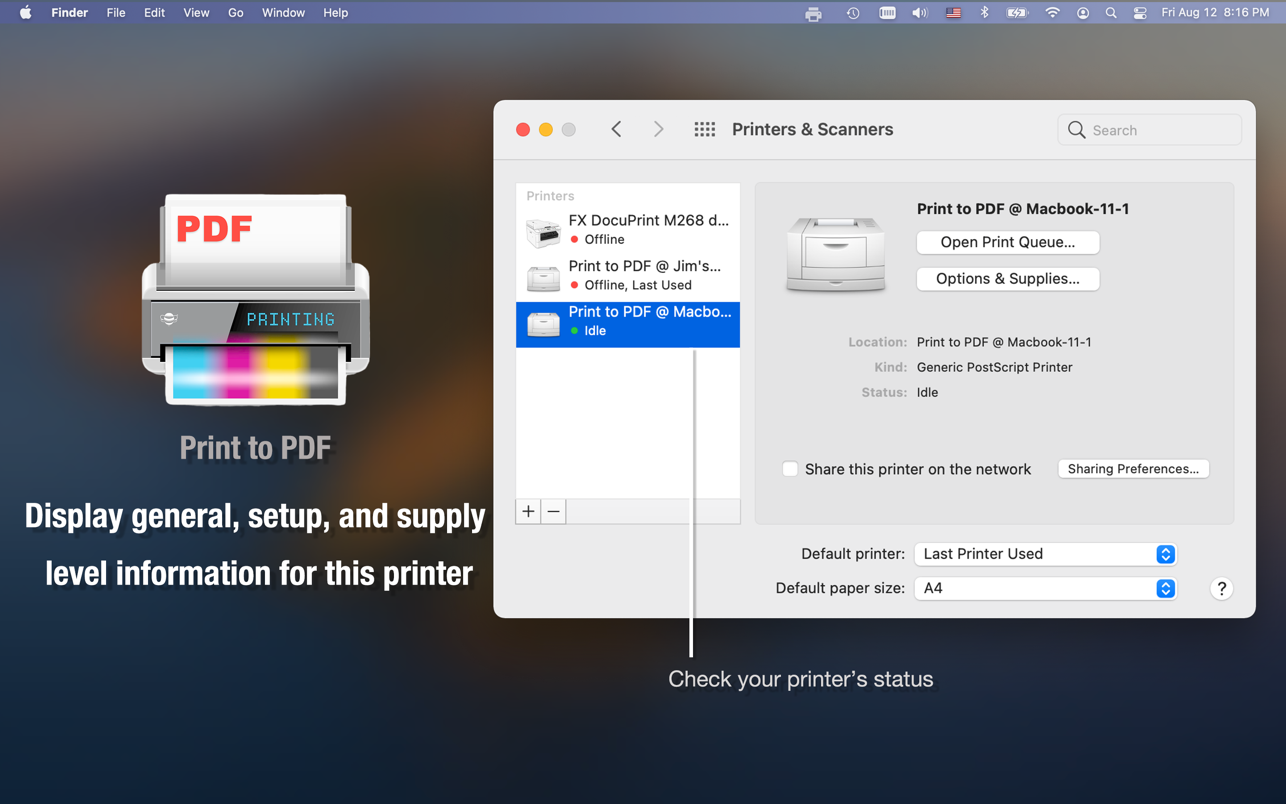 Finder File Edit View Go Window Help Fri Aug 12 8:16 PM
PDF
PRINTING
Print to PDF
Display general, setup, and supply
level information for this printer
Printers & Scanners
Search
Printers
FX DocuPrint M268 d...
Offline
Print to PDF @ Jim's...
Offline, Last Used
Print to PDF @ Macbo...
Idle
+ −
Print to PDF @ Macbook-11-1
Open Print Queue...
Options & Supplies...
Location: Print to PDF @ Macbook-11-1
Kind: Generic PostScript Printer
Status: Idle
Share this printer on the network
Sharing Preferences...
Default printer: Last Printer Used
Default paper size: A4
?
Check your printer’s status